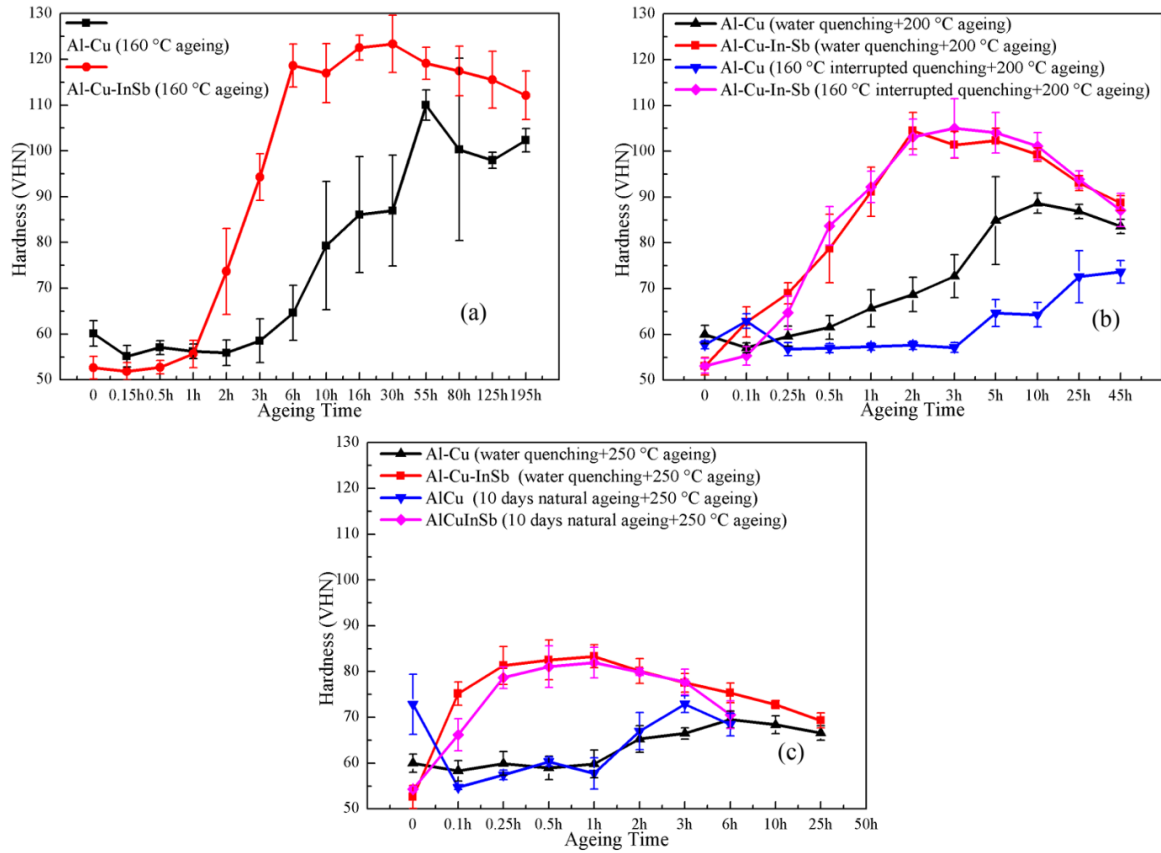 130
120
110
100
90
80
70
60
50
Hardness (VHN)
Al-Cu (160 °C ageing)
Al-Cu-InSb (160 °C ageing)
(a)
0 0.15h 0.5h 1h 2h 3h 6h 10h 16h 30h 55h 80h 125h 195h
Ageing Time
130
120
110
100
90
80
70
60
50
Hardness (VHN)
Al-Cu (water quenching+200 °C ageing)
Al-Cu-In-Sb (water quenching+200 °C ageing)
Al-Cu (160 °C interrupted quenching+200 °C ageing)
Al-Cu-In-Sb (160 °C interrupted quenching+200 °C ageing)
(b)
0 0.1h 0.25h 0.5h 1h 2h 3h 5h 10h 25h 45h
Ageing Time
130
120
110
100
90
80
70
60
50
Hardness (VHN)
Al-Cu (water quenching+250 °C ageing)
Al-Cu-InSb (water quenching+250 °C ageing)
AlCu (10 days natural ageing+250 °C ageing)
AlCuInSb (10 days natural ageing+250 °C ageing)
(c)
0 0.1h 0.25h 0.5h 1h 2h 3h 6h 10h 25h 50h
Ageing Time